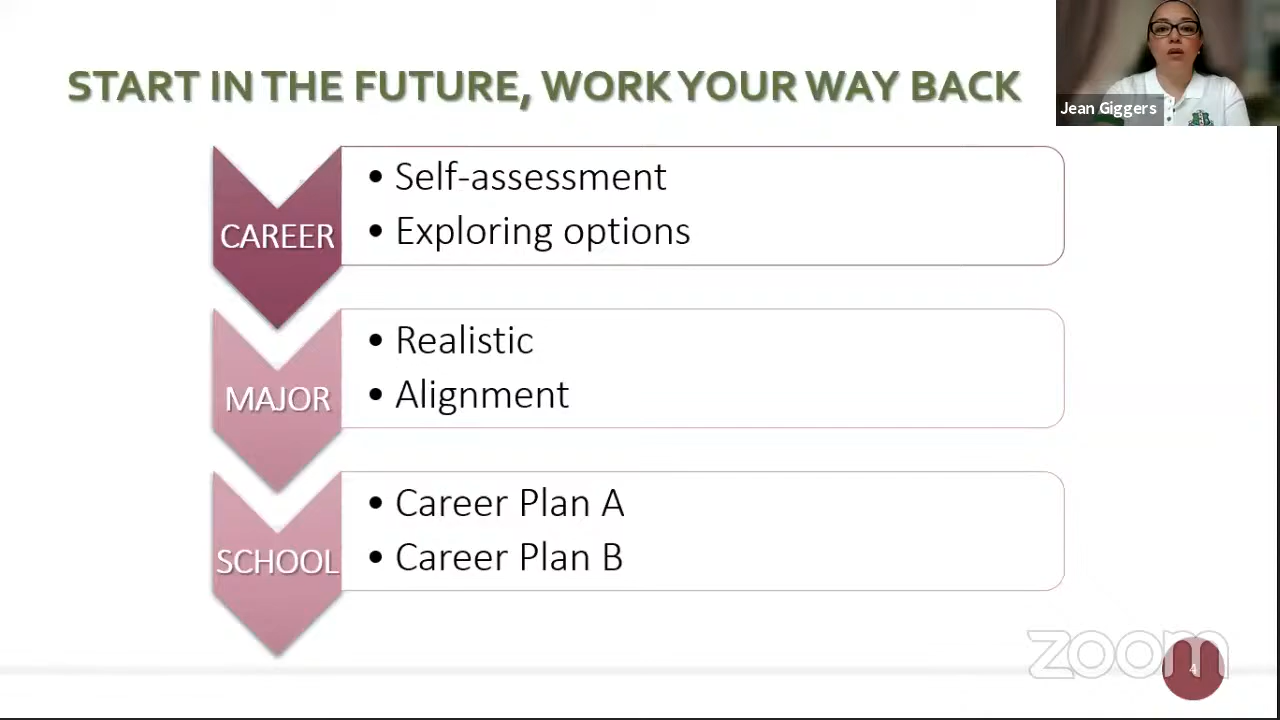 START IN THE FUTURE, WORK YOUR WAY BACK
Jean Giggers
CAREER
• Self-assessment
• Exploring options
MAJOR
• Realistic
• Alignment
SCHOOL
• Career Plan A
• Career Plan B
zoom
4